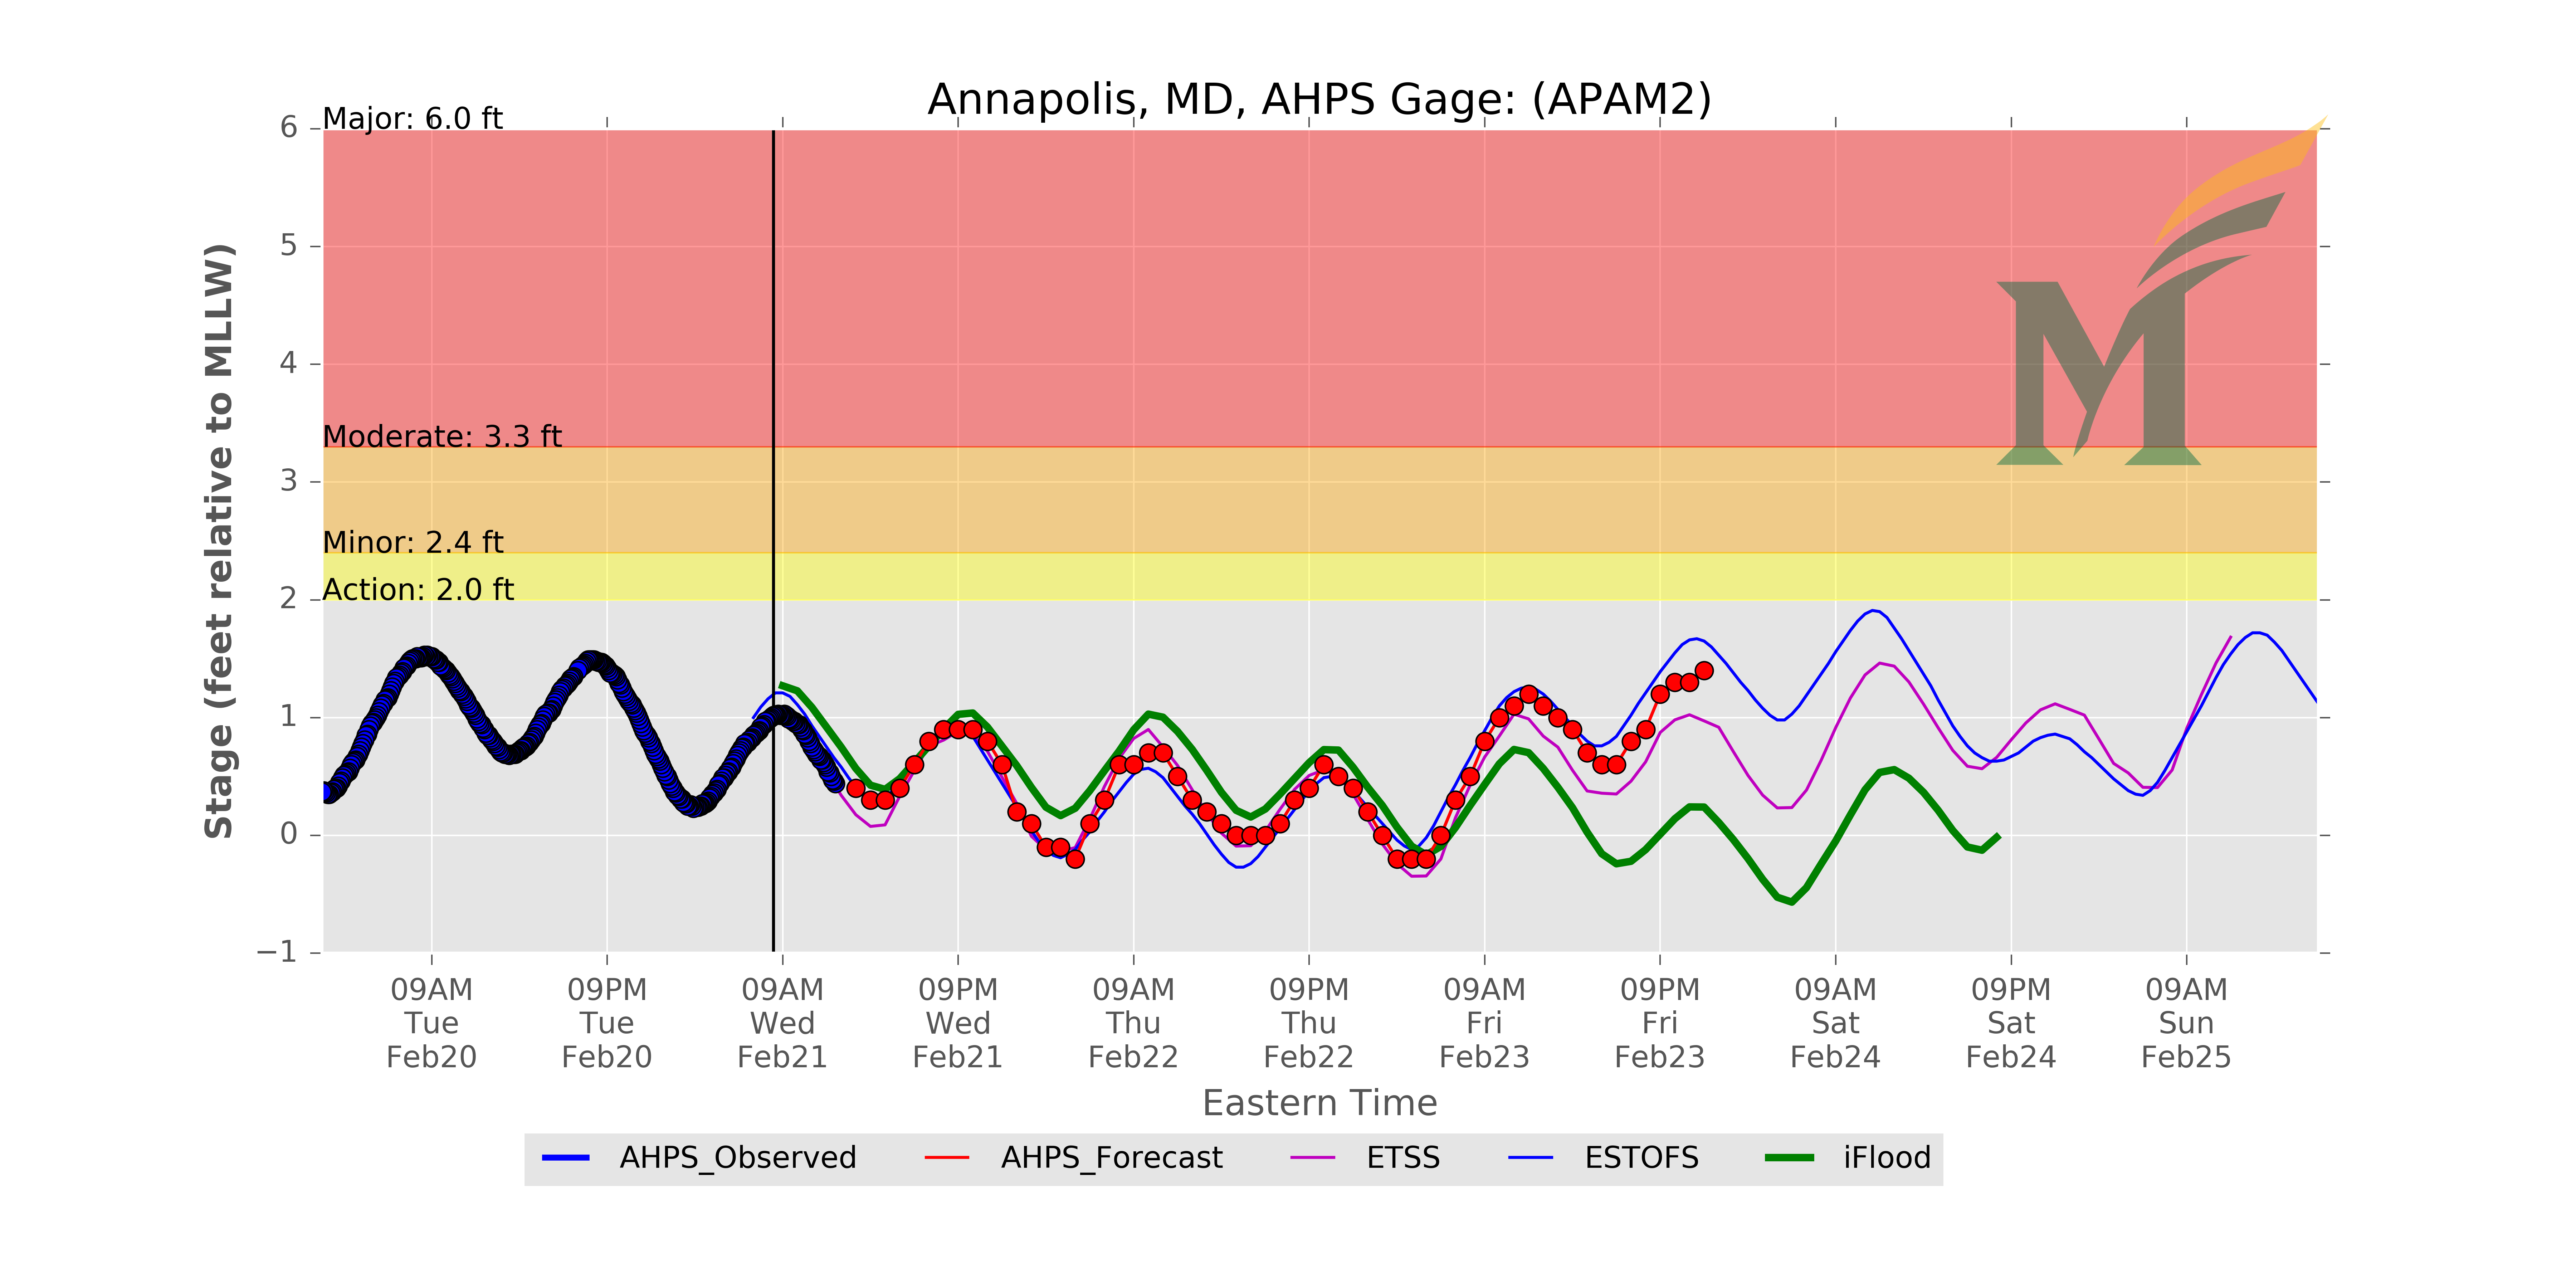 Annapolis, MD, AHPS Gage: (APAM2)
Stage (feet relative to MLLW)
6
5
4
3
2
1
0
−1
Major: 6.0 ft
Moderate: 3.3 ft
Minor: 2.4 ft
Action: 2.0 ft
M
09AM 09PM 09AM 09PM 09AM 09PM 09AM 09PM 09AM 09PM 09AM
Tue Tue Wed Wed Thu Thu Fri Fri Sat Sat Sun
Feb20 Feb20 Feb21 Feb21 Feb22 Feb22 Feb23 Feb23 Feb24 Feb24 Feb25
Eastern Time
AHPS_Observed AHPS_Forecast ETSS ESTOFS iFlood